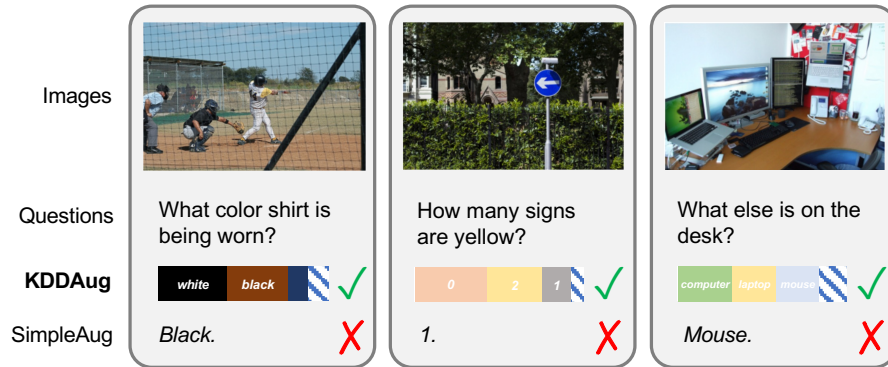 Images
Questions
What color shirt is
being worn?
How many signs
are yellow?
What else is on the
desk?
KDDAug
white black
0 2 1
computer laptop mouse
SimpleAug
Black.
1.
Mouse.